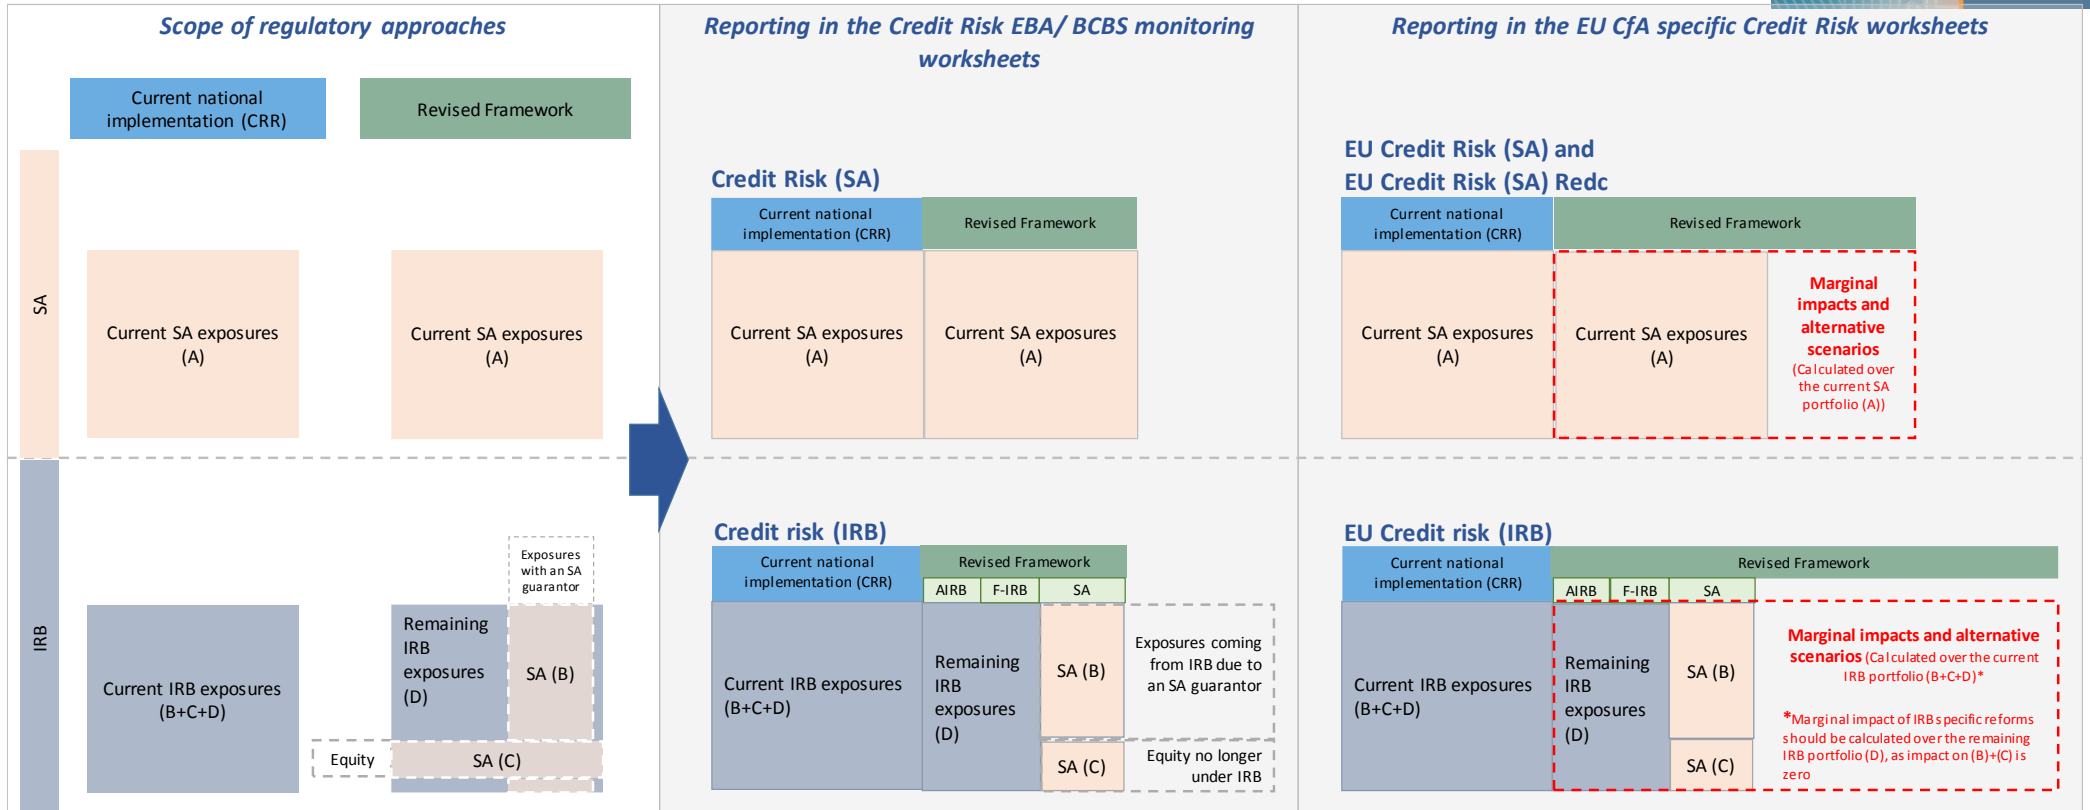 Scope of regulatory approaches
Current national
implementation (CRR)
Revised Framework
SA
Current SA exposures
(A)
Current SA exposures
(A)
IRB
Current IRB exposures
(B+C+D)
Exposures
with an SA
guarantor
Remaining
IRB
exposures
(D)
SA (B)
Equity
SA (C)
Reporting in the Credit Risk EBA/ BCBS monitoring
worksheets
Credit Risk (SA)
Current national
implementation (CRR)
Revised Framework
Current SA exposures
(A)
Current SA exposures
(A)
Credit risk (IRB)
Current national
implementation (CRR)
Revised Framework
AIRB
F-IRB
SA
Current IRB exposures
(B+C+D)
Remaining
IRB
exposures
(D)
SA (B)
SA (C)
Exposures coming
from IRB due to
an SA guarantor
Equity no longer
under IRB
Reporting in the EU CfA specific Credit Risk worksheets
EU Credit Risk (SA) and
EU Credit Risk (SA) Redc
Current national
implementation (CRR)
Revised Framework
Current SA exposures
(A)
Current SA exposures
(A)
Marginal
impacts and
alternative
scenarios
(Calculated over
the current SA
portfolio (A))
EU Credit risk (IRB)
Current national
implementation (CRR)
Revised Framework
AIRB
F-IRB
SA
Current IRB exposures
(B+C+D)
Remaining
IRB
exposures
(D)
SA (B)
SA (C)
Marginal impacts and alternative
scenarios (Calculated over the current
IRB portfolio (B+C+D)*
*Marginal impact of IRB specific reforms
should be calculated over the remaining
IRB portfolio (D), as impact on (B)+(C) is
zero